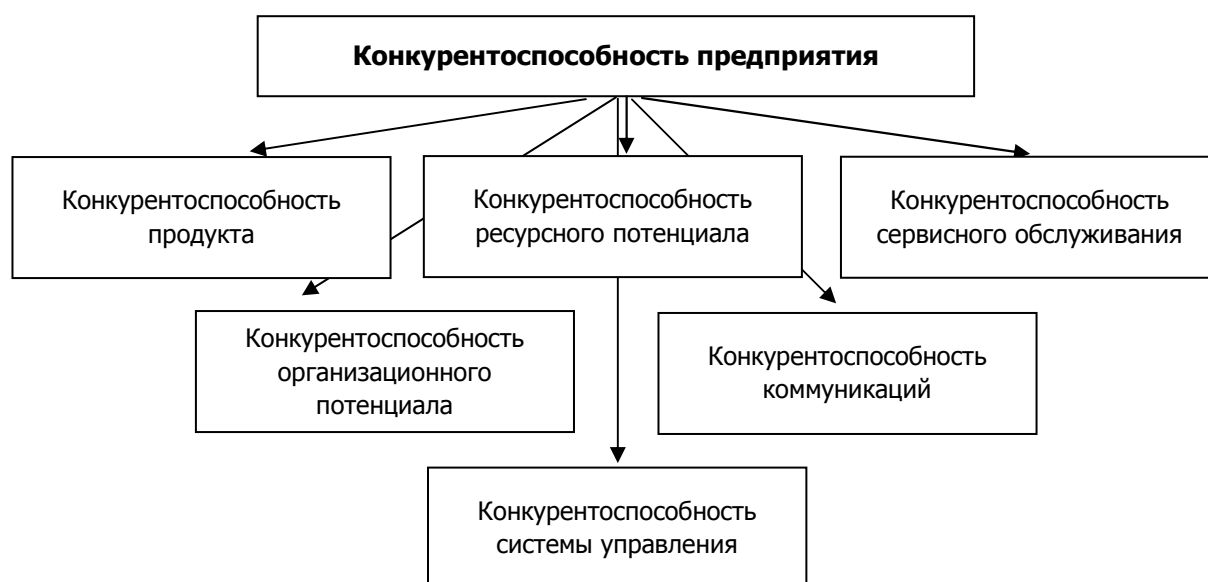 Конкурентоспособность предприятия
Конкурентоспособность
продукта
Конкурентоспособность
ресурсного потенциала
Конкурентоспособность
сервисного обслуживания
Конкурентоспособность
организационного
потенциала
Конкурентоспособность
коммуникаций
Конкурентоспособность
системы управления